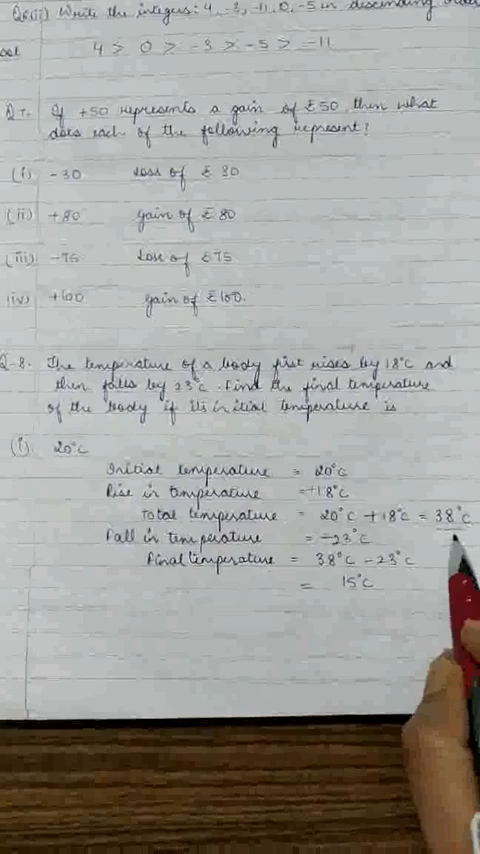 Q6(ii) Write the integers: 4, -3, -11, 0, -5 in descending order
sol 4 > 0 > -3 > -5 > -11
Q7. If +50 represents a gain of ₹50, then what
does each of the following represent?
(i) -30 Loss of ₹ 30
(ii) +80 gain of ₹ 80
(iii) -75 Loss of ₹75
(iv) +100 gain of ₹100.
Q-8. The temperature of a body first rises by 18°C and
then falls by 23°C. Find the final temperature
of the body if its initial temperature is
(i) 20°C
Initial temperature = 20°C
Rise in temperature = +18°C
Total temperature = 20°C + 18°C = 38°C
Fall in temperature = -23°C
Final temperature = 38°C - 23°C
= 15°C